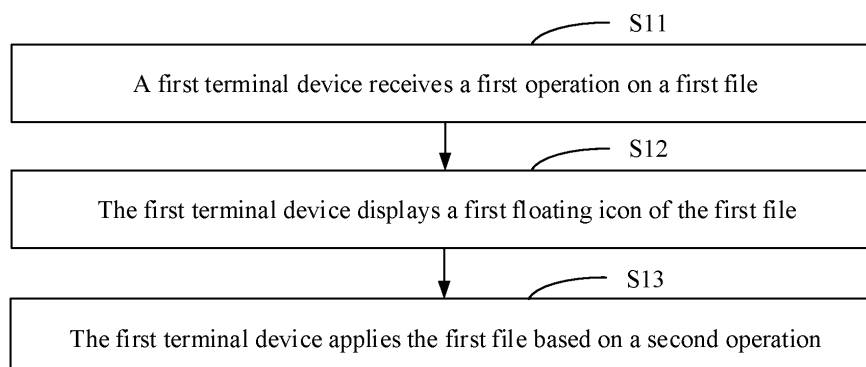 S11
A first terminal device receives a first operation on a first file
S12
The first terminal device displays a first floating icon of the first file
S13
The first terminal device applies the first file based on a second operation